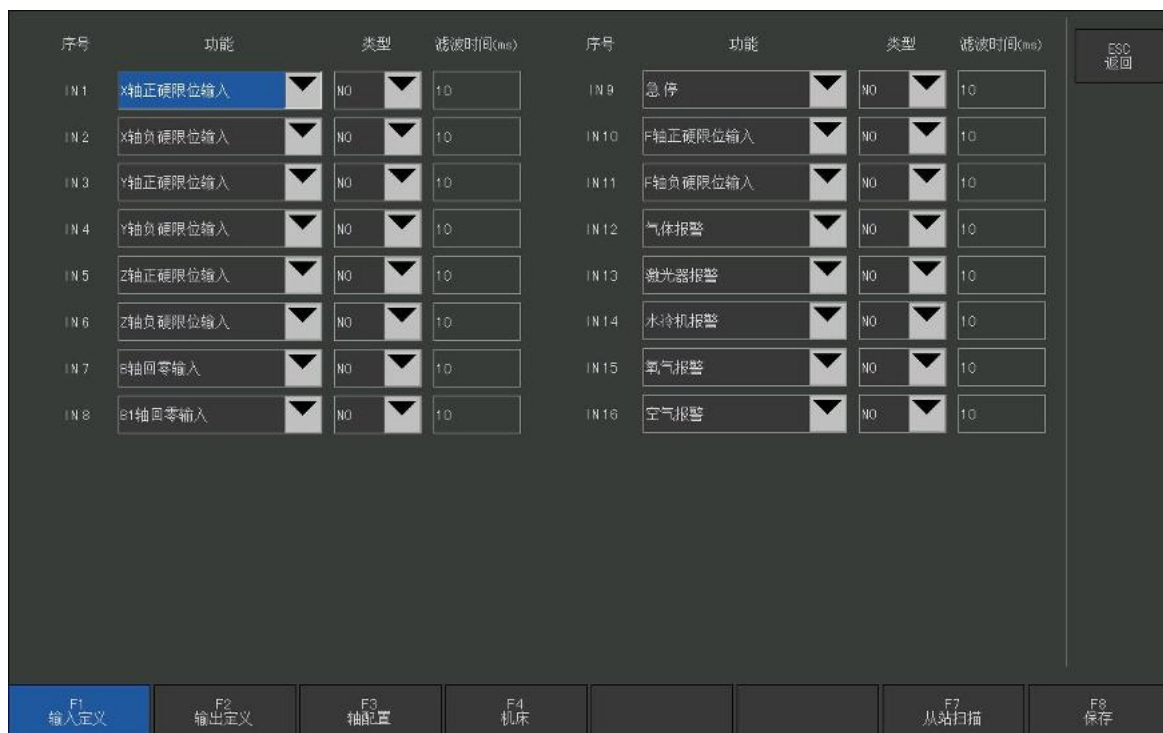 序号 功能 类型 滤波时间(ms) 序号 功能 类型 滤波时间(ms)
ESC
返回
IN1 X轴正硬限位输入 NO 10 IN9 急停 NO 10
IN2 X轴负硬限位输入 NO 10 IN10 F轴正硬限位输入 NO 10
IN3 Y轴正硬限位输入 NO 10 IN11 F轴负硬限位输入 NO 10
IN4 Y轴负硬限位输入 NO 10 IN12 气体报警 NO 10
IN5 Z轴正硬限位输入 NO 10 IN13 激光器报警 NO 10
IN6 Z轴负硬限位输入 NO 10 IN14 水冷机报警 NO 10
IN7 B轴回零输入 NO 10 IN15 氧气报警 NO 10
IN8 B1轴回零输入 NO 10 IN16 空气报警 NO 10
F1 F2 F3 F4 F7 F8
输入定义 输出定义 轴配置 机床 从站扫描 保存